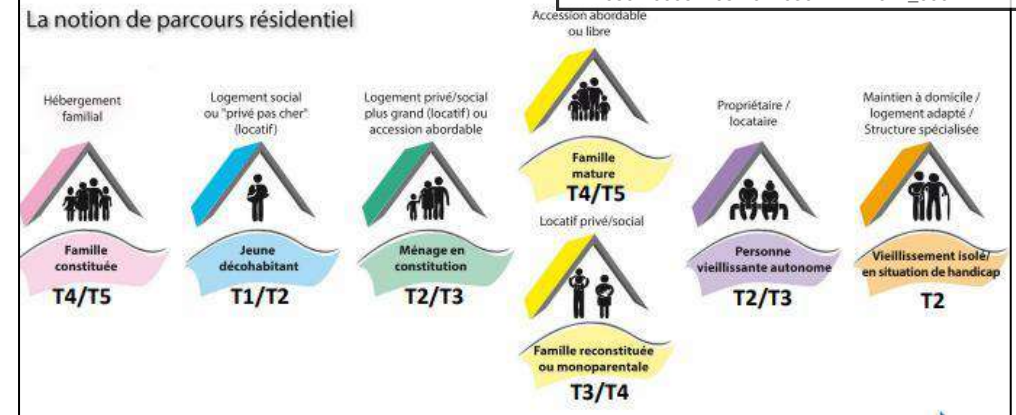 La notion de parcours résidentiel
Hébergement
familial
Famille
constituée
T4/T5
Logement social
ou "privé pas cher"
(locatif)
Jeune
décohabitant
T1/T2
Logement privé/social
plus grand (locatif) ou
accession abordable
Ménage en
constitution
T2/T3
Accession abordable
ou libre
Famille
mature
T4/T5
Locatif privé/social
Famille reconstituée
ou monoparentale
T3/T4
Propriétaire /
locataire
Personne
vieillissante autonome
T2/T3
Maintien à domicile /
logement adapté /
Structure spécialisée
Vieillissement isolé/
en situation de handicap
T2